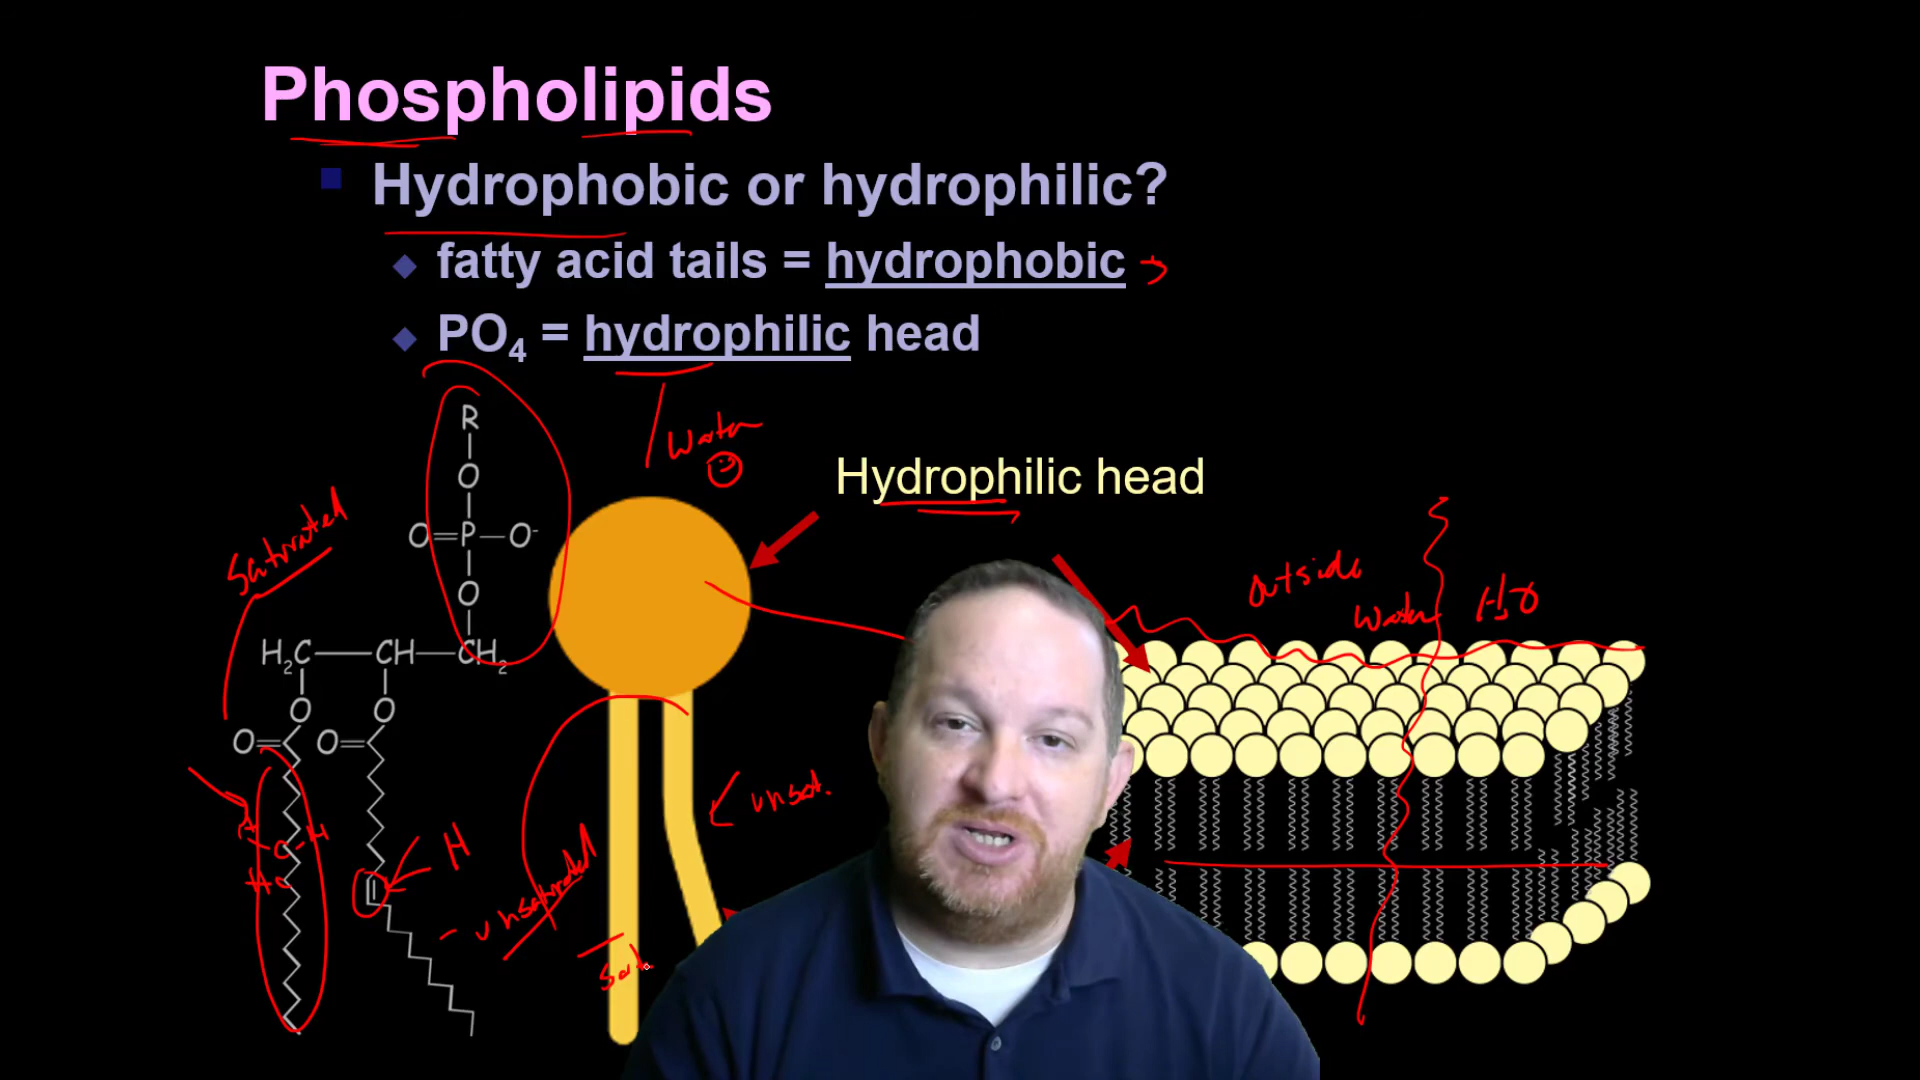 Phospholipids
Hydrophobic or hydrophilic?
fatty acid tails = hydrophobic
PO4 = hydrophilic head
R
O
O=P—O-
O
H2C—CH—CH2
O O
O= O=
Water
Hydrophilic head
saturated
outside
water H2O
unsat.
H
H
C-H
H C
- unsaturated
sat